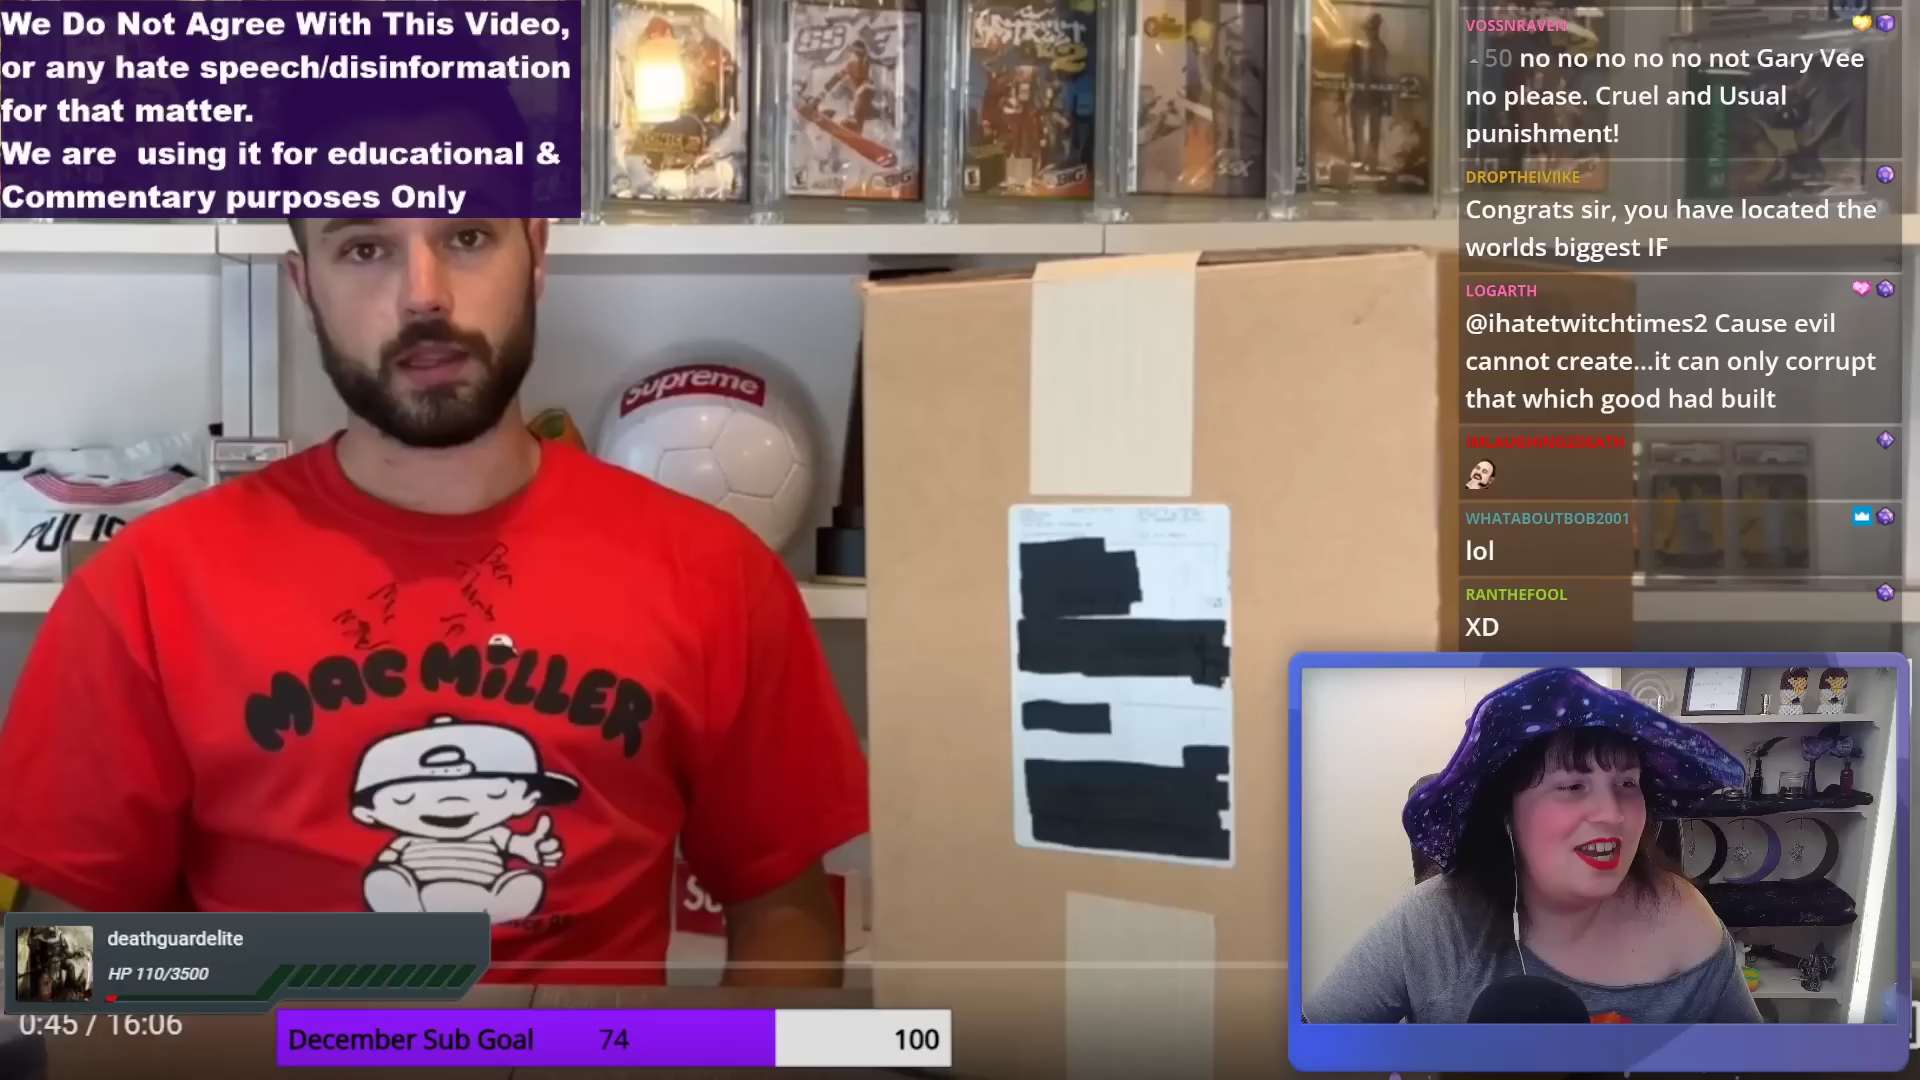 We Do Not Agree With This Video,
or any hate speech/disinformation
for that matter.
We are using it for educational &
Commentary purposes Only
VOSSNRAVEN
50 no no no no no not Gary Vee
no please. Cruel and Usual
punishment!
DROPTHEIVIIKE
Congrats sir, you have located the
worlds biggest IF
LOGARTH
@ihatetwitchtimes2 Cause evil
cannot create...it can only corrupt
that which good had built
IMLAUGHING2DEATH
WHATABOUTBOB2001
lol
RANTHEFOOL
XD
Supreme
MAC MiLLER
deathguardelite
HP 110/3500
0:45 / 16:06
December Sub Goal 74 100